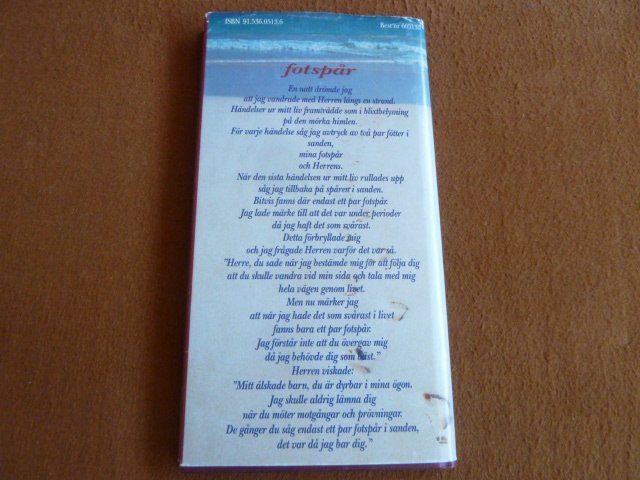 ISBN 91.536.0513.6
Best'nr 605130
fotspår
En natt drömde jag
att jag vandrade med Herren längs en strand.
Händelser ur mitt liv framträdde som i blixtbelysning
på den mörka himlen.
För varje händelse såg jag avtryck av två par fötter i
sanden,
mina fotspår
och Herrens.
När den sista händelsen ur mitt liv rullades upp
såg jag tillbaka på spåren i sanden.
Bitvis fanns där endast ett par fotspår.
Jag lade märke till att det var under perioder
då jag haft det som svårast.
Detta förbryllade mig
och jag frågade Herren varför det var så.
"Herre, du sade när jag bestämde mig för att följa dig
att du skulle vandra vid min sida och tala med mig
hela vägen genom livet.
Men nu märker jag
att när jag hade det som svårast i livet
fanns bara ett par fotspår.
Jag förstår inte att du övergav mig
då jag behövde dig som bäst."
Herren viskade:
"Mitt älskade barn, du är dyrbar i mina ögon.
Jag skulle aldrig lämna dig
när du möter motgångar och prövningar.
De gånger du såg endast ett par fotspår i sanden,
det var då jag bar dig."